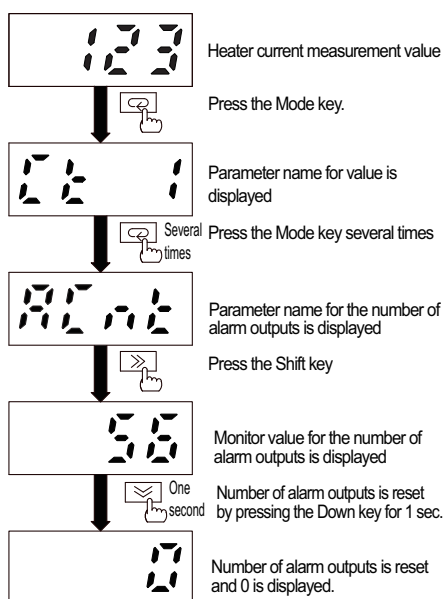 123
Heater current measurement value
Press the Mode key.
Ct 1
Parameter name for value is
displayed
Several
times
Press the Mode key several times
ACnt
Parameter name for the number of
alarm outputs is displayed
Press the Shift key
56
Monitor value for the number of
alarm outputs is displayed
One
second
Number of alarm outputs is reset
by pressing the Down key for 1 sec.
0
Number of alarm outputs is reset
and 0 is displayed.